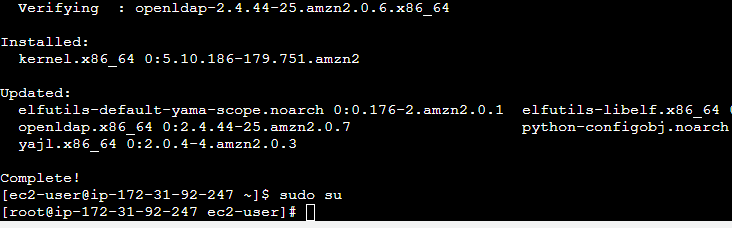 Verifying  : openldap-2.4.44-25.amzn2.0.6.x86_64
Installed:
kernel.x86_64 0:5.10.186-179.751.amzn2
Updated:
elfutils-default-yama-scope.noarch 0:0.176-2.amzn2.0.1  elfutils-libelf.x86_64 0
openldap.x86_64 0:2.4.44-25.amzn2.0.7  python-configobj.noarch
yajl.x86_64 0:2.0.4-4.amzn2.0.3
Complete!
[ec2-user@ip-172-31-92-247 ~]$ sudo su
[root@ip-172-31-92-247 ec2-user]#